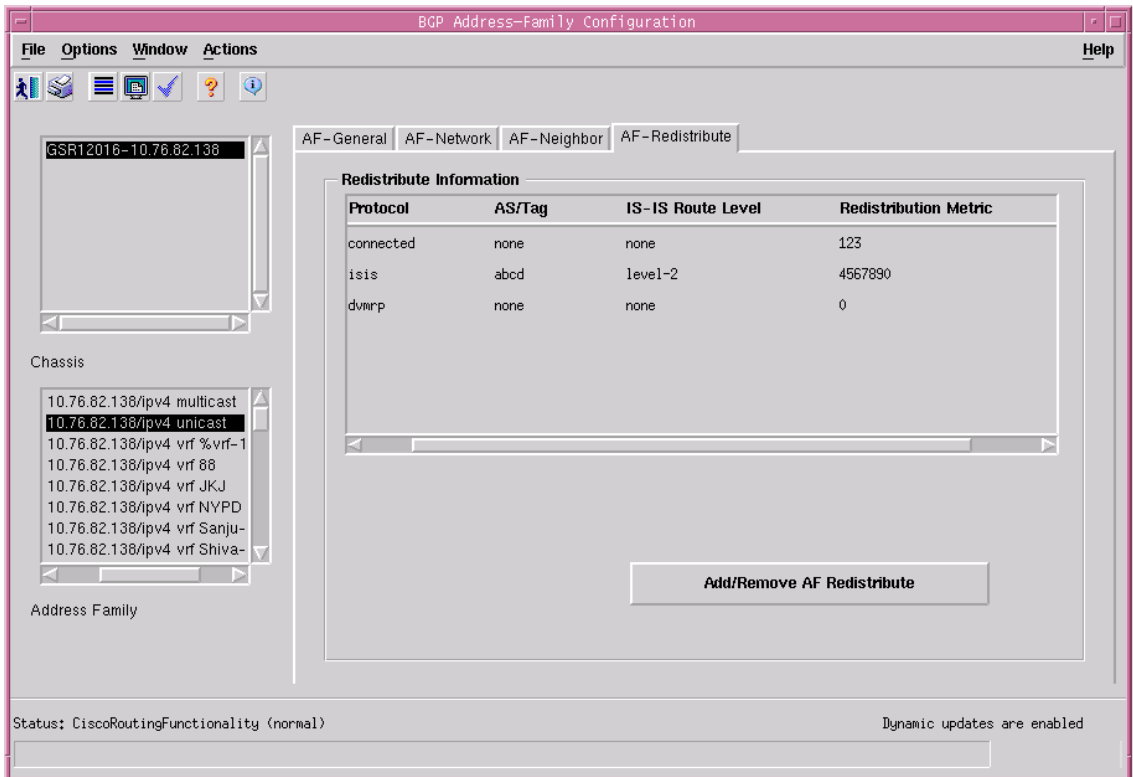 BGP Address-Family Configuration
File Options Window Actions Help
GSR12016-10.76.82.138
Chassis
10.76.82.138/ipv4 multicast
10.76.82.138/ipv4 unicast
10.76.82.138/ipv4 vrf %vrf-1
10.76.82.138/ipv4 vrf 88
10.76.82.138/ipv4 vrf JKJ
10.76.82.138/ipv4 vrf NYPD
10.76.82.138/ipv4 vrf Sanju-
10.76.82.138/ipv4 vrf Shiva-
Address Family
AF-General AF-Network AF-Neighbor AF-Redistribute
Redistribute Information
Protocol AS/Tag IS-IS Route Level Redistribution Metric
connected none none 123
isis abcd level-2 4567890
dvmrp none none 0
Add/Remove AF Redistribute
Status: CiscoRoutingFunctionality (normal) Dynamic updates are enabled